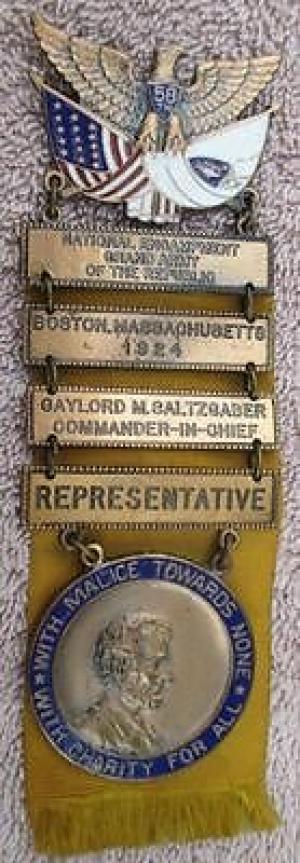 58
TH
NATIONAL ENCAMPMENT
GRAND ARMY
OF THE REPUBLIC
BOSTON, MASSACHUSETTS
1924
GAYLORD M. SALTZGABER
COMMANDER-IN-CHIEF
REPRESENTATIVE
★ WITH MALICE TOWARDS NONE ★
WITH CHARITY FOR ALL